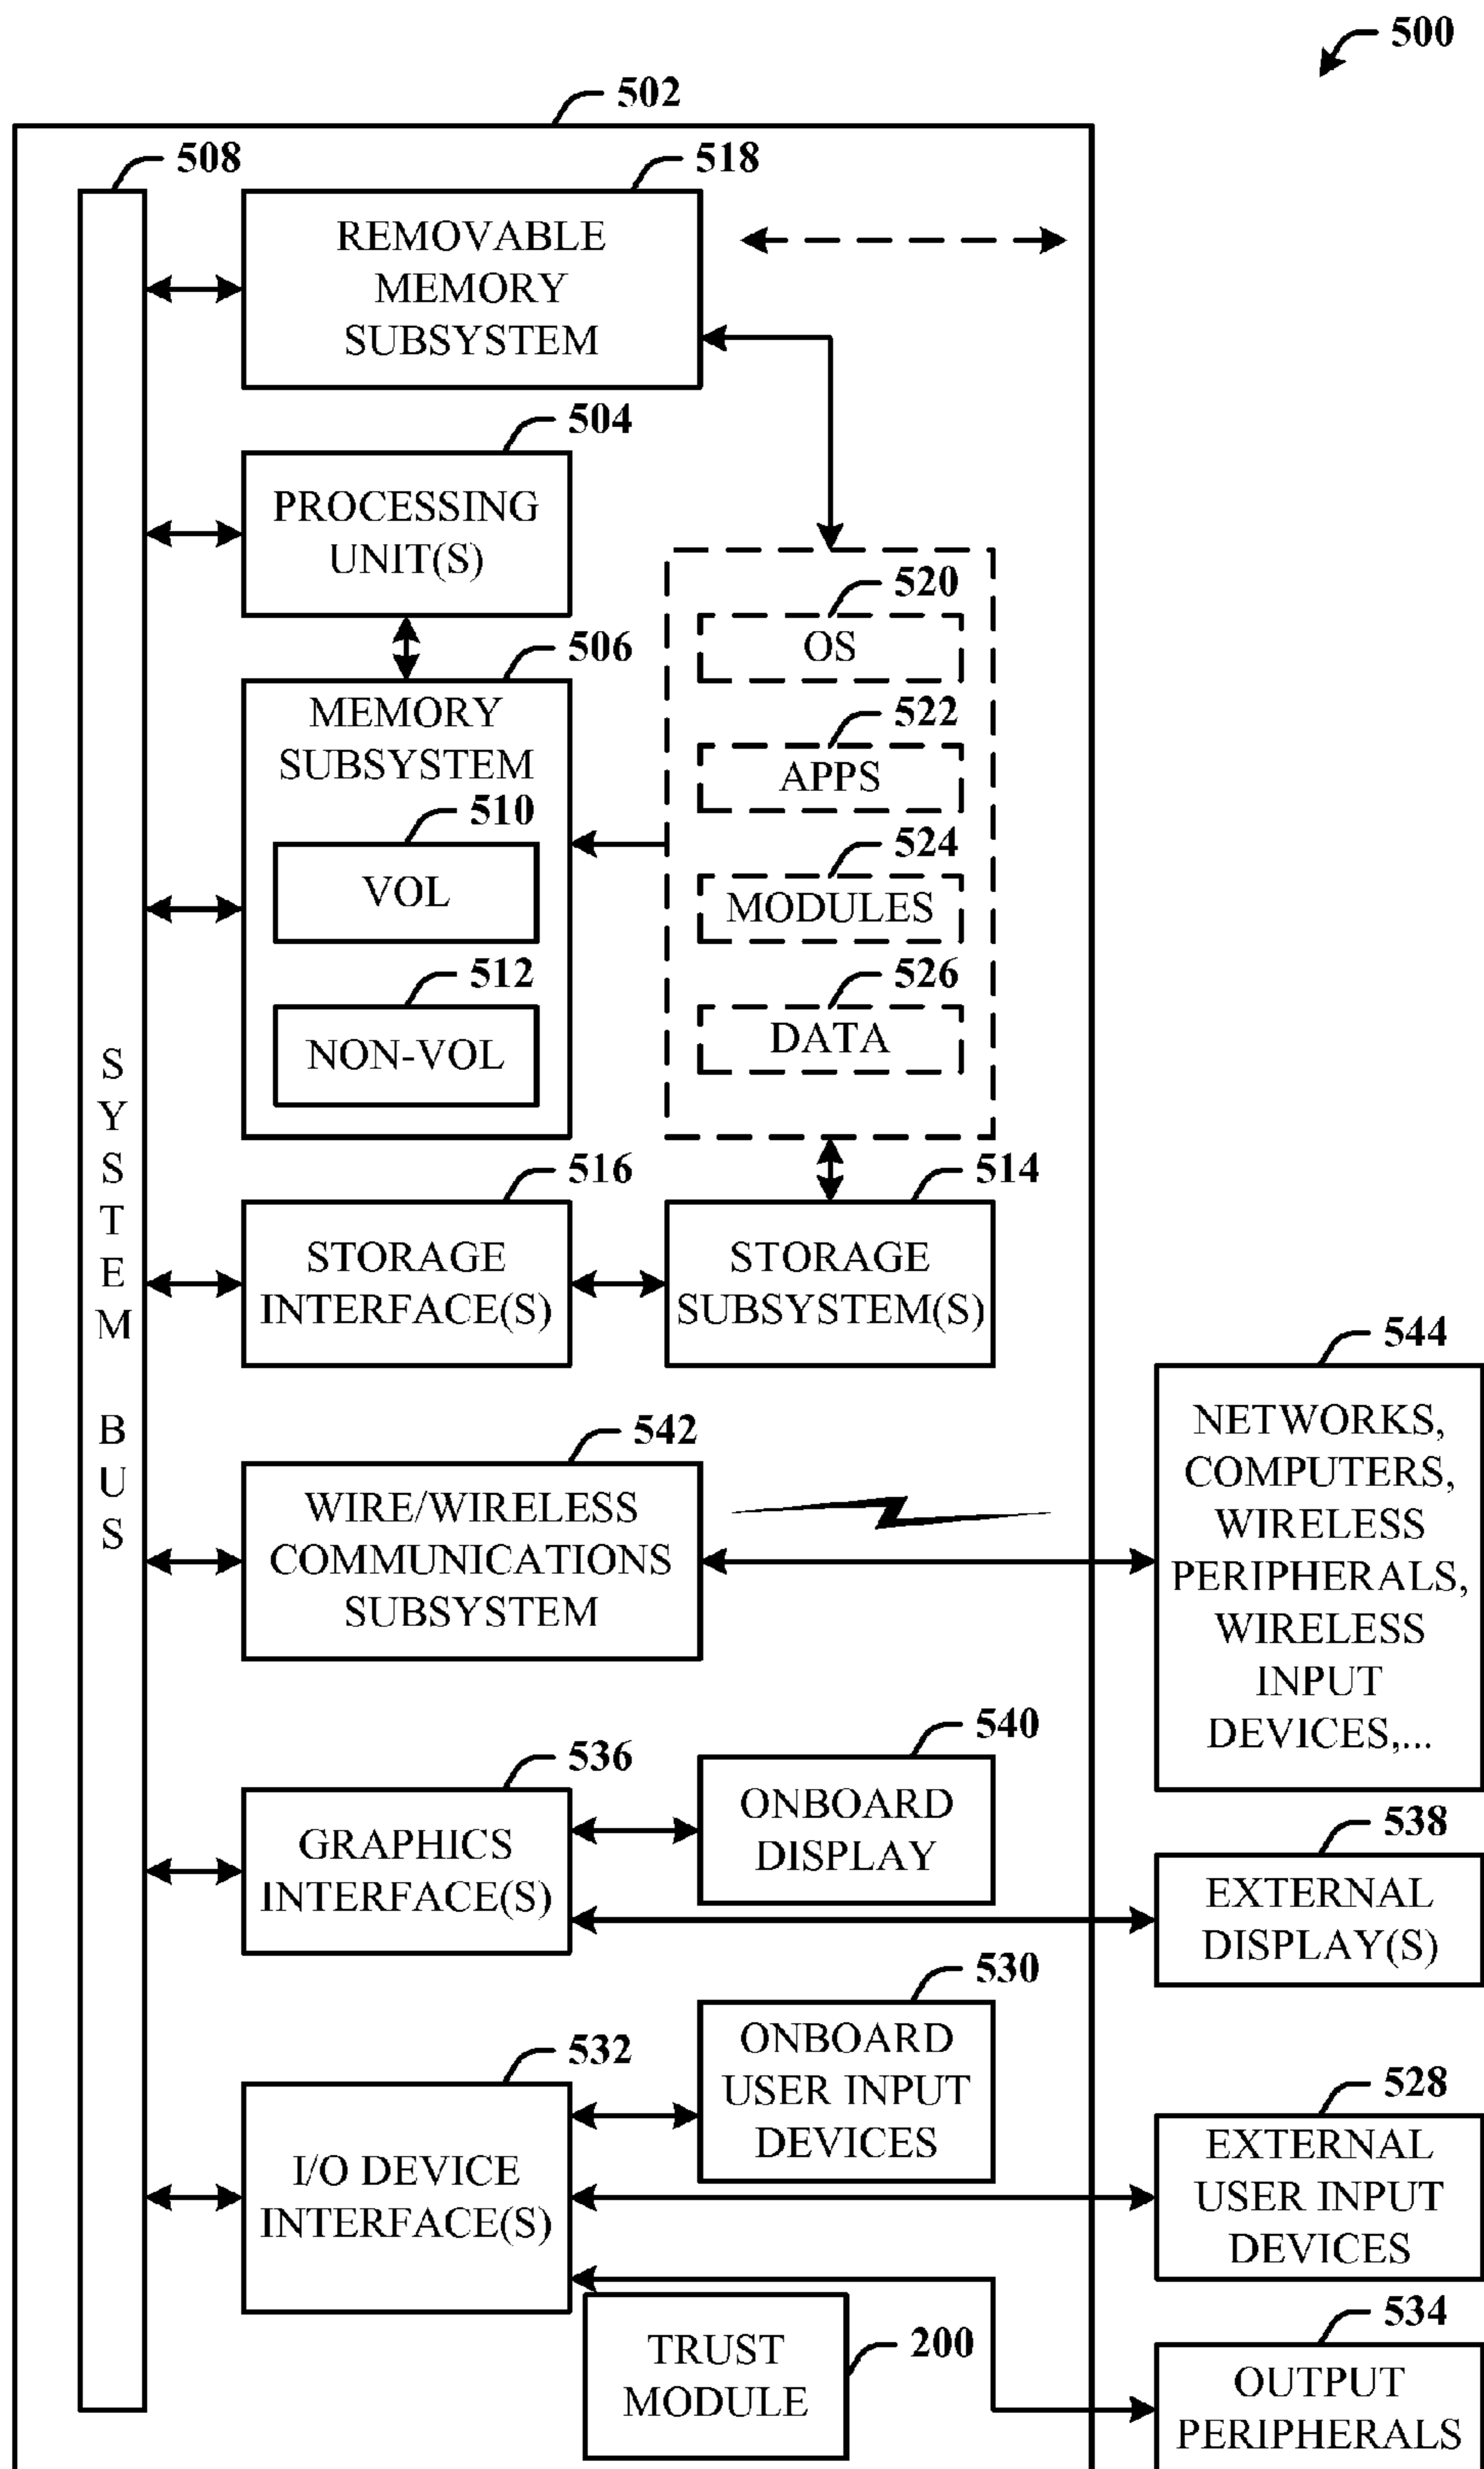 500
502
508
518
REMOVABLE
MEMORY
SUBSYSTEM
504
PROCESSING
UNIT(S)
506
MEMORY
SUBSYSTEM
510
VOL
512
NON-VOL
520
OS
522
APPS
524
MODULES
526
DATA
SYSTEM BUS
516
STORAGE
INTERFACE(S)
514
STORAGE
SUBSYSTEM(S)
542
WIRE/WIRELESS
COMMUNICATIONS
SUBSYSTEM
544
NETWORKS,
COMPUTERS,
WIRELESS
PERIPHERALS,
WIRELESS
INPUT
DEVICES,...
536
GRAPHICS
INTERFACE(S)
540
ONBOARD
DISPLAY
538
EXTERNAL
DISPLAY(S)
532
I/O DEVICE
INTERFACE(S)
530
ONBOARD
USER INPUT
DEVICES
528
EXTERNAL
USER INPUT
DEVICES
200
TRUST
MODULE
534
OUTPUT
PERIPHERALS